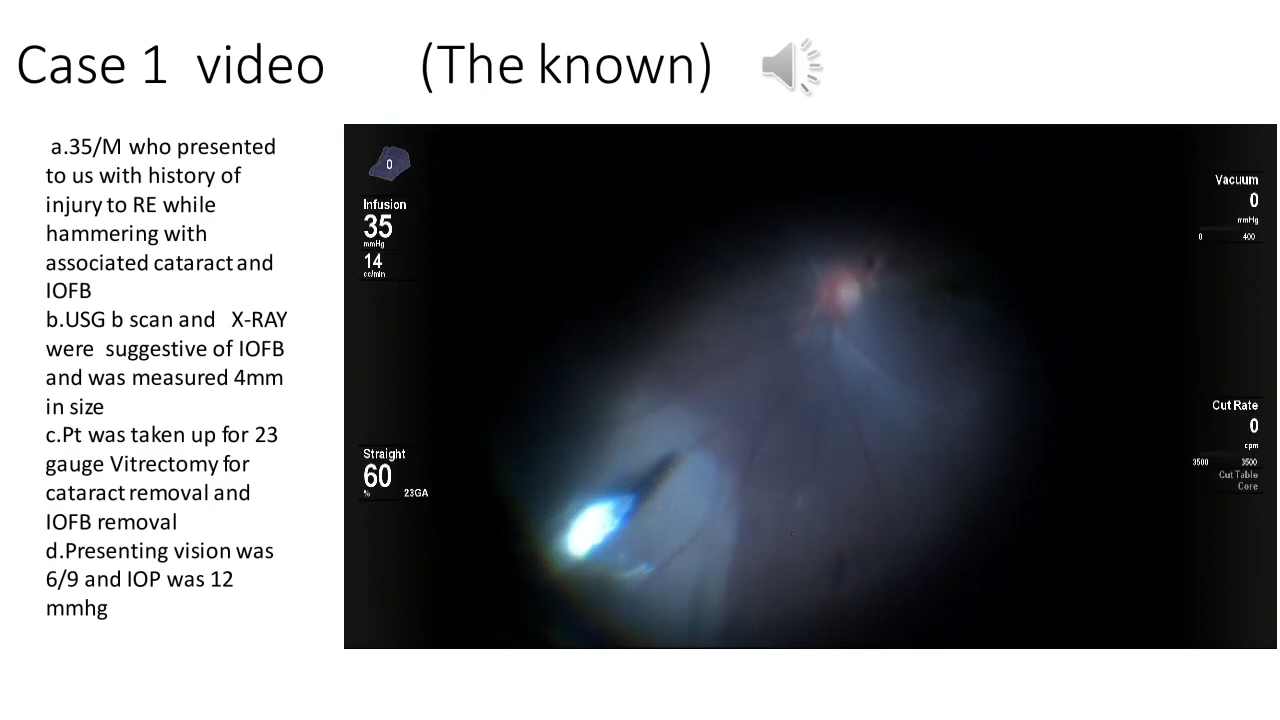 Case 1 video (The known)
a.35/M who presented
to us with history of
injury to RE while
hammering with
associated cataract and
IOFB
b.USG b scan and X-RAY
were suggestive of IOFB
and was measured 4mm
in size
c.Pt was taken up for 23
gauge Vitrectomy for
cataract removal and
IOFB removal
d.Presenting vision was
6/9 and IOP was 12
mmhg
0
Infusion
35
mmHg
14
cc/min
Straight
60
% 23GA
Vacuum
0
mmHg
0 400
Cut Rate
0
cpm
3500 3500
Cut Table
Core